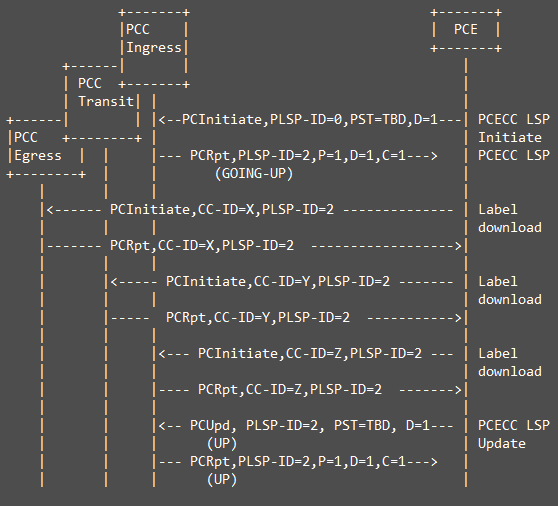 +-------+                              +-------+
|PCC    |                              |  PCE  |
|Ingress|                              +-------+
+------|       |                                  |
| PCC  +-------+                                  |
| Transit|  |                                     |
+------|        |  |<--PCInitiate,PLSP-ID=0,PST=TBD,D=1---| PCECC LSP
|PCC   +--------+  |                                     | Initiate
|Egress  |  |     |--- PCRpt,PLSP-ID=2,P=1,D=1,C=1---> | PCECC LSP
+--------+  |     |       (GOING-UP)                    |
|       |     |                                     |
|<------ PCInitiate,CC-ID=X,PLSP-ID=2 -------------- | Label
|       |     |                                     | download
|------- PCRpt,CC-ID=X,PLSP-ID=2  ------------------>|
|       |     |                                     |
|       |<----- PCInitiate,CC-ID=Y,PLSP-ID=2 ------- | Label
|       |     |                                     | download
|       |-----  PCRpt,CC-ID=Y,PLSP-ID=2  ----------->|
|       |     |                                     |
|       |     |<--- PCInitiate,CC-ID=Z,PLSP-ID=2 --- | Label
|       |     |                                     | download
|       |     |---- PCRpt,CC-ID=Z,PLSP-ID=2  ------->|
|       |     |                                     |
|       |     |<-- PCUpd, PLSP-ID=2, PST=TBD, D=1--- | PCECC LSP
|       |     |      (UP)                           | Update
|       |     |--- PCRpt,PLSP-ID=2,P=1,D=1,C=1---> |
|       |     |      (UP)                           |